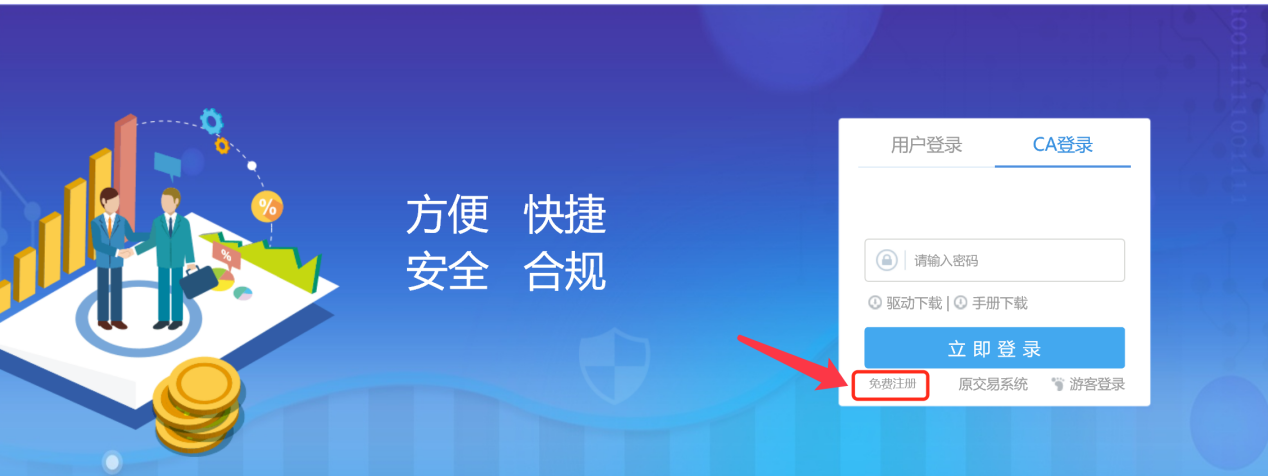 方便 快捷
安全 合规
用户登录 CA登录
请输入密码
驱动下载 | 手册下载
立即登录
免费注册 原交易系统 游客登录
%
%